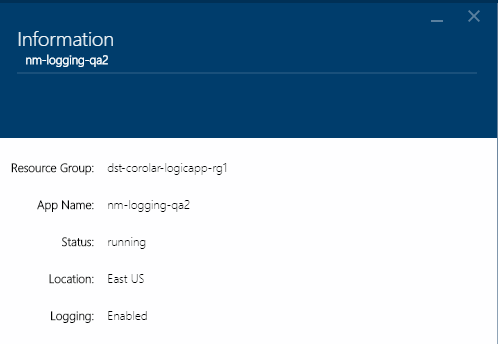 Information
nm-logging-qa2
Resource Group: dst-corolar-logicapp-rg1
App Name: nm-logging-qa2
Status: running
Location: East US
Logging: Enabled